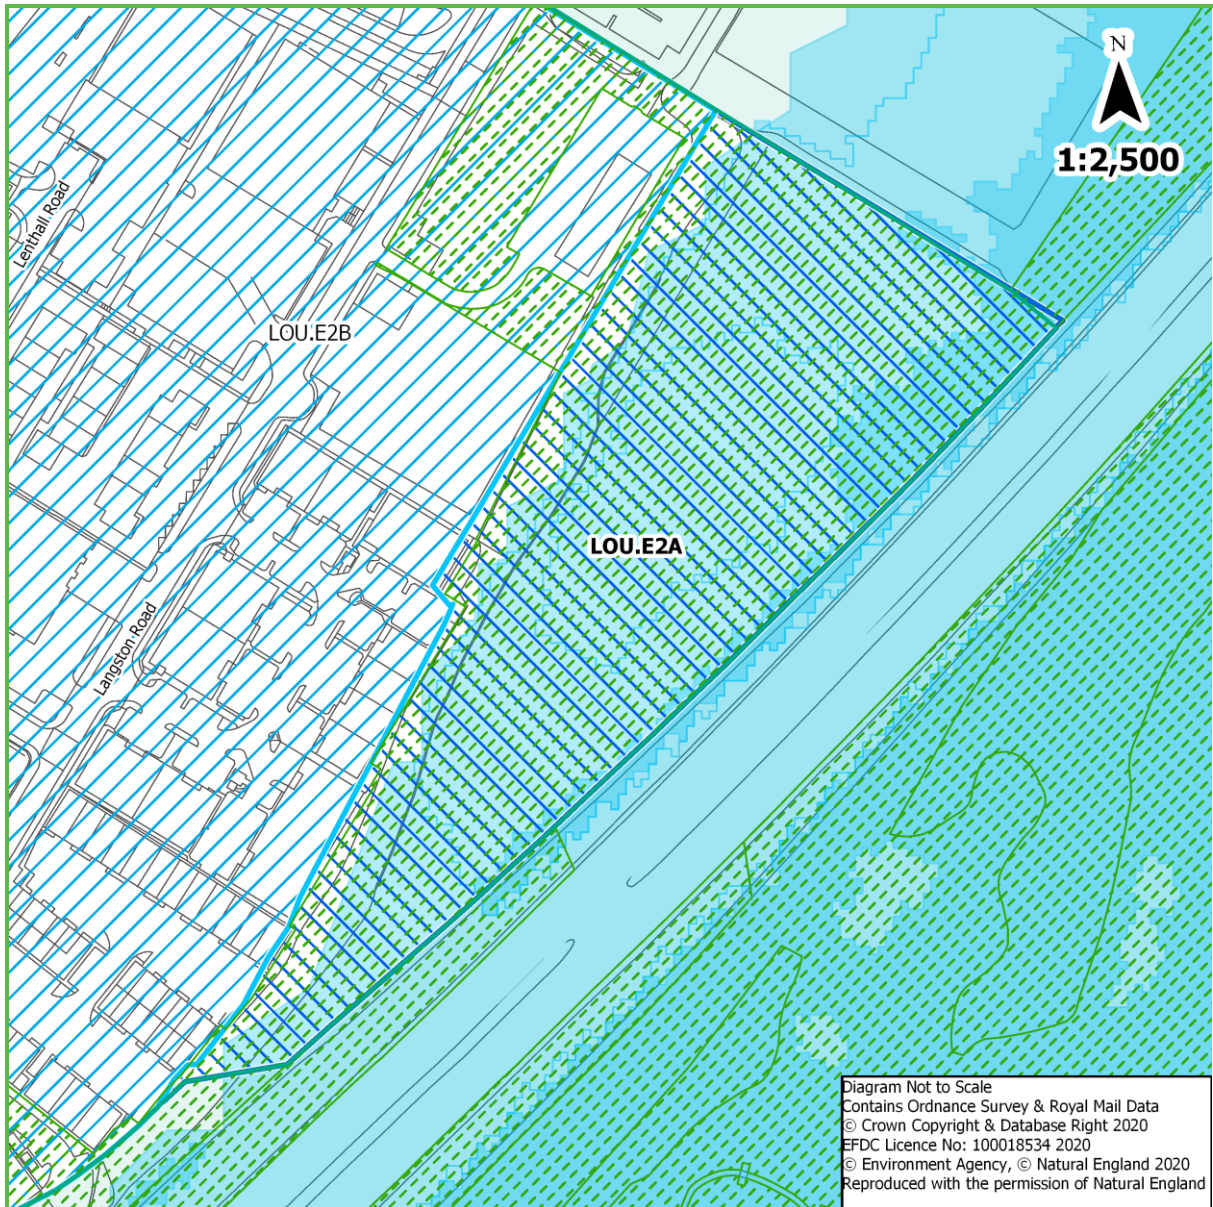 N
1:2,500
Lenthall Road
LOU.E2B
LOU.E2A
Langston Road
Diagram Not to Scale
Contains Ordnance Survey & Royal Mail Data
© Crown Copyright & Database Right 2020
EFDC Licence No: 100018534 2020
© Environment Agency, © Natural England 2020
Reproduced with the permission of Natural England